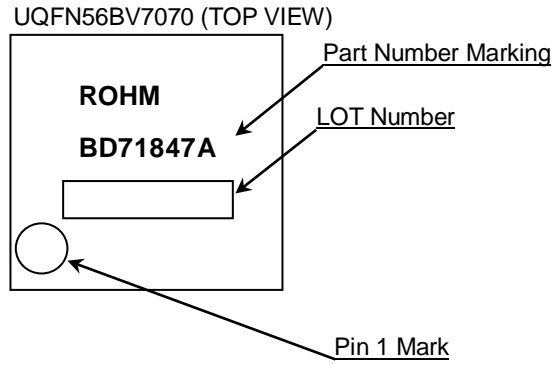 UQFN56BV7070 (TOP VIEW)
Part Number Marking
ROHM
LOT Number
BD71847A
Pin 1 Mark